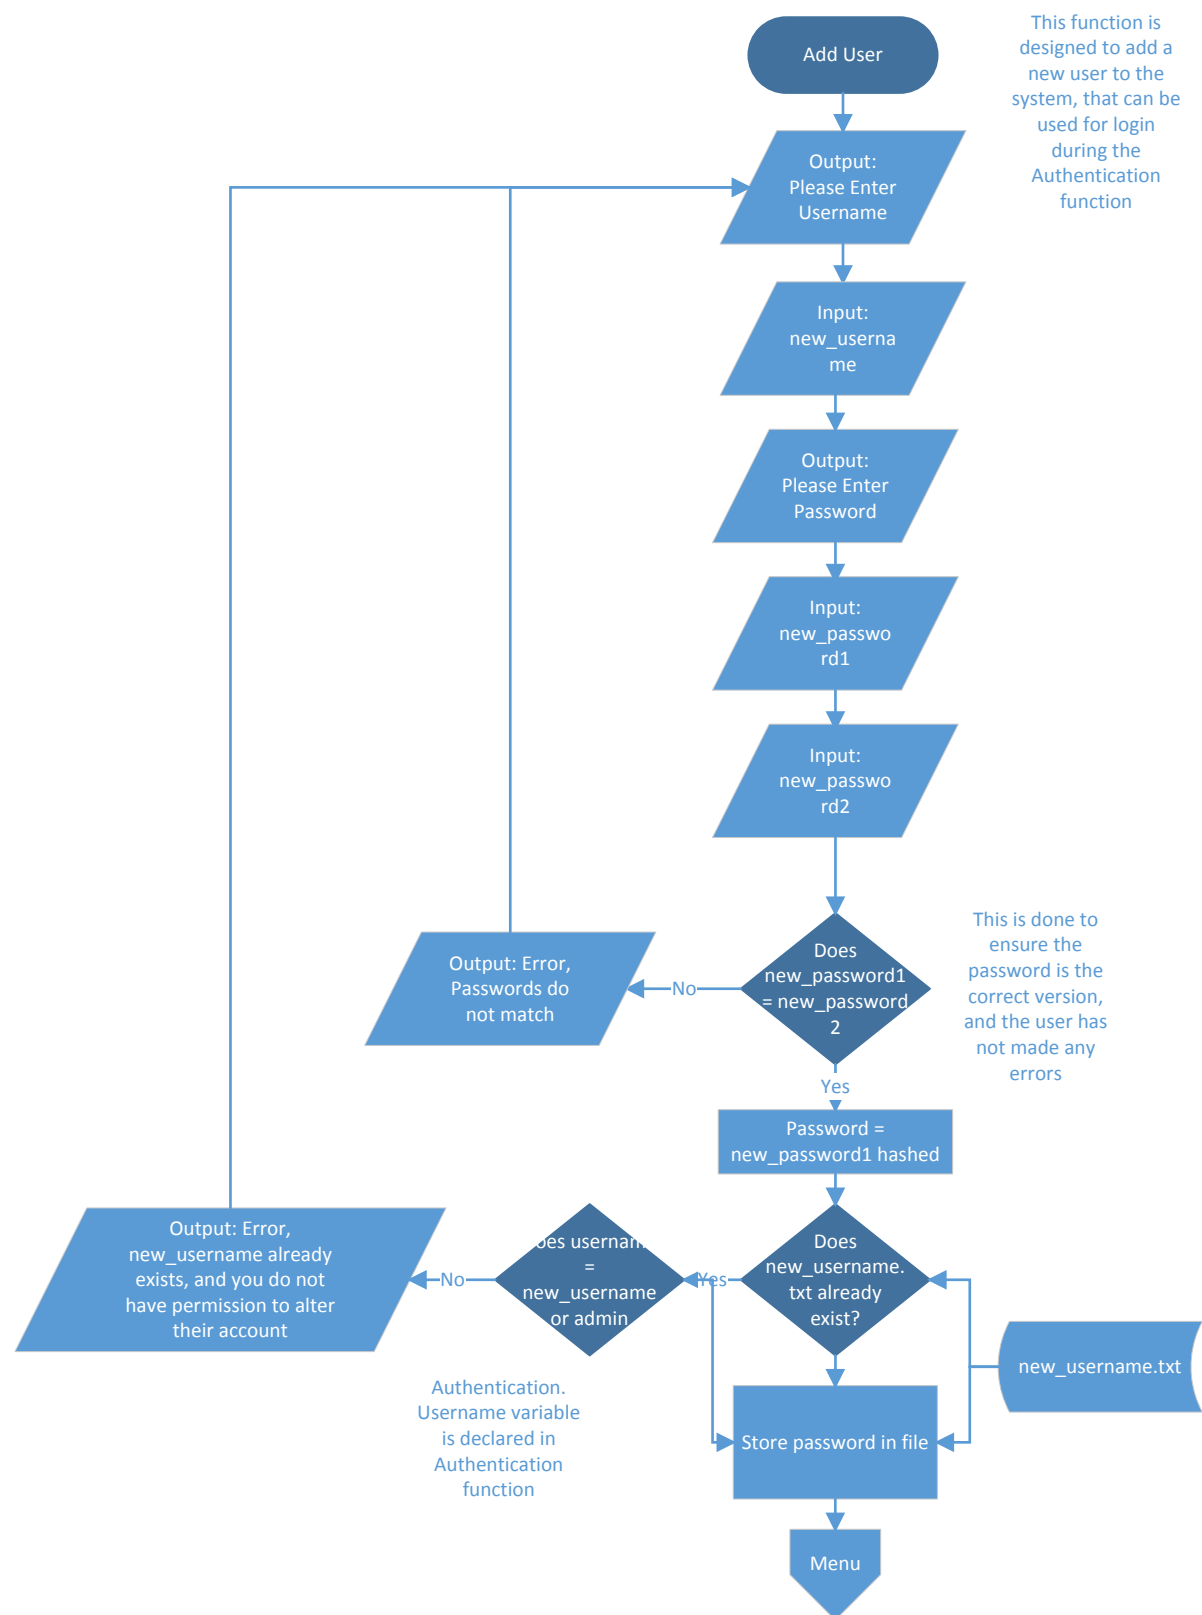 Add User
This function is
designed to add a
new user to the
system, that can be
used for login
during the
Authentication
function
Output:
Please Enter
Username
Input:
new_userna
me
Output:
Please Enter
Password
Input:
new_passwo
rd1
Input:
new_passwo
rd2
Does
new_password1
= new_password
2
This is done to
ensure the
password is the
correct version,
and the user has
not made any
errors
No
Output: Error,
Passwords do
not match
Yes
Password =
new_password1 hashed
Does
new_username.
txt already
exist?
Yes
oes usernam
=
new_username
or admin
No
Output: Error,
new_username already
exists, and you do not
have permission to alter
their account
new_username.txt
Authentication.
Username variable
is declared in
Authentication
function
Store password in file
Menu